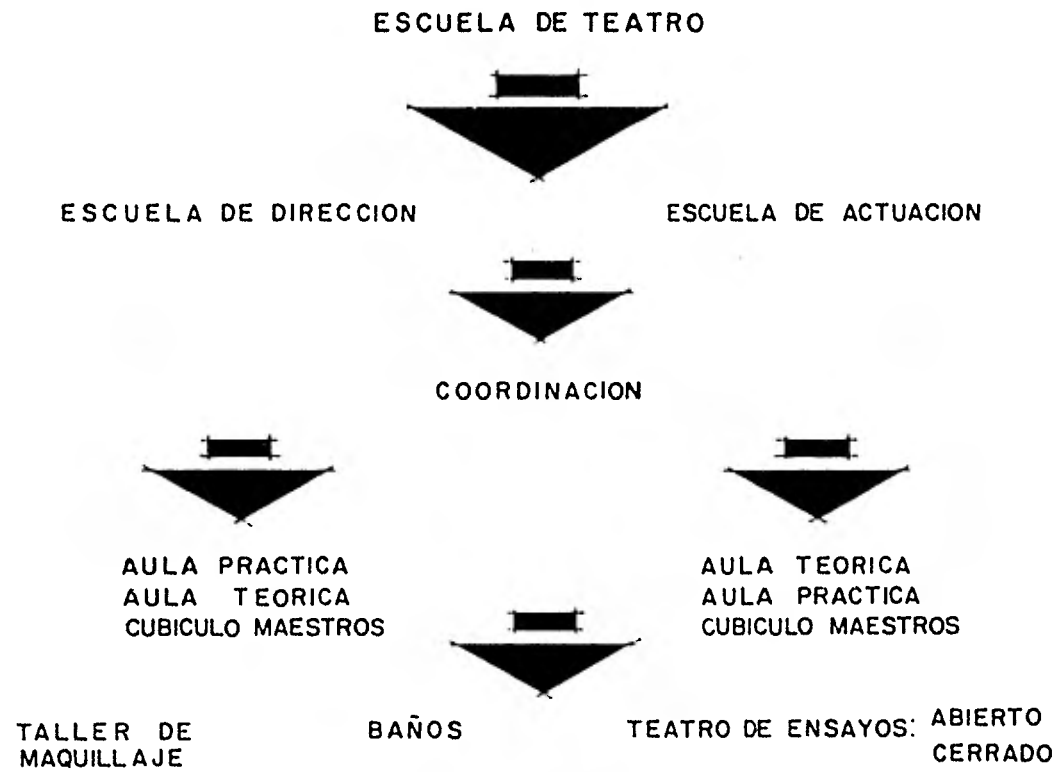 ESCUELA DE TEATRO
ESCUELA DE DIRECCION
ESCUELA DE ACTUACION
COORDINACION
AULA PRACTICA
AULA TEORICA
CUBICULO MAESTROS
AULA TEORICA
AULA PRACTICA
CUBICULO MAESTROS
TALLER DE
MAQUILLAJE
BAÑOS
TEATRO DE ENSAYOS:
ABIERTO
CERRADO